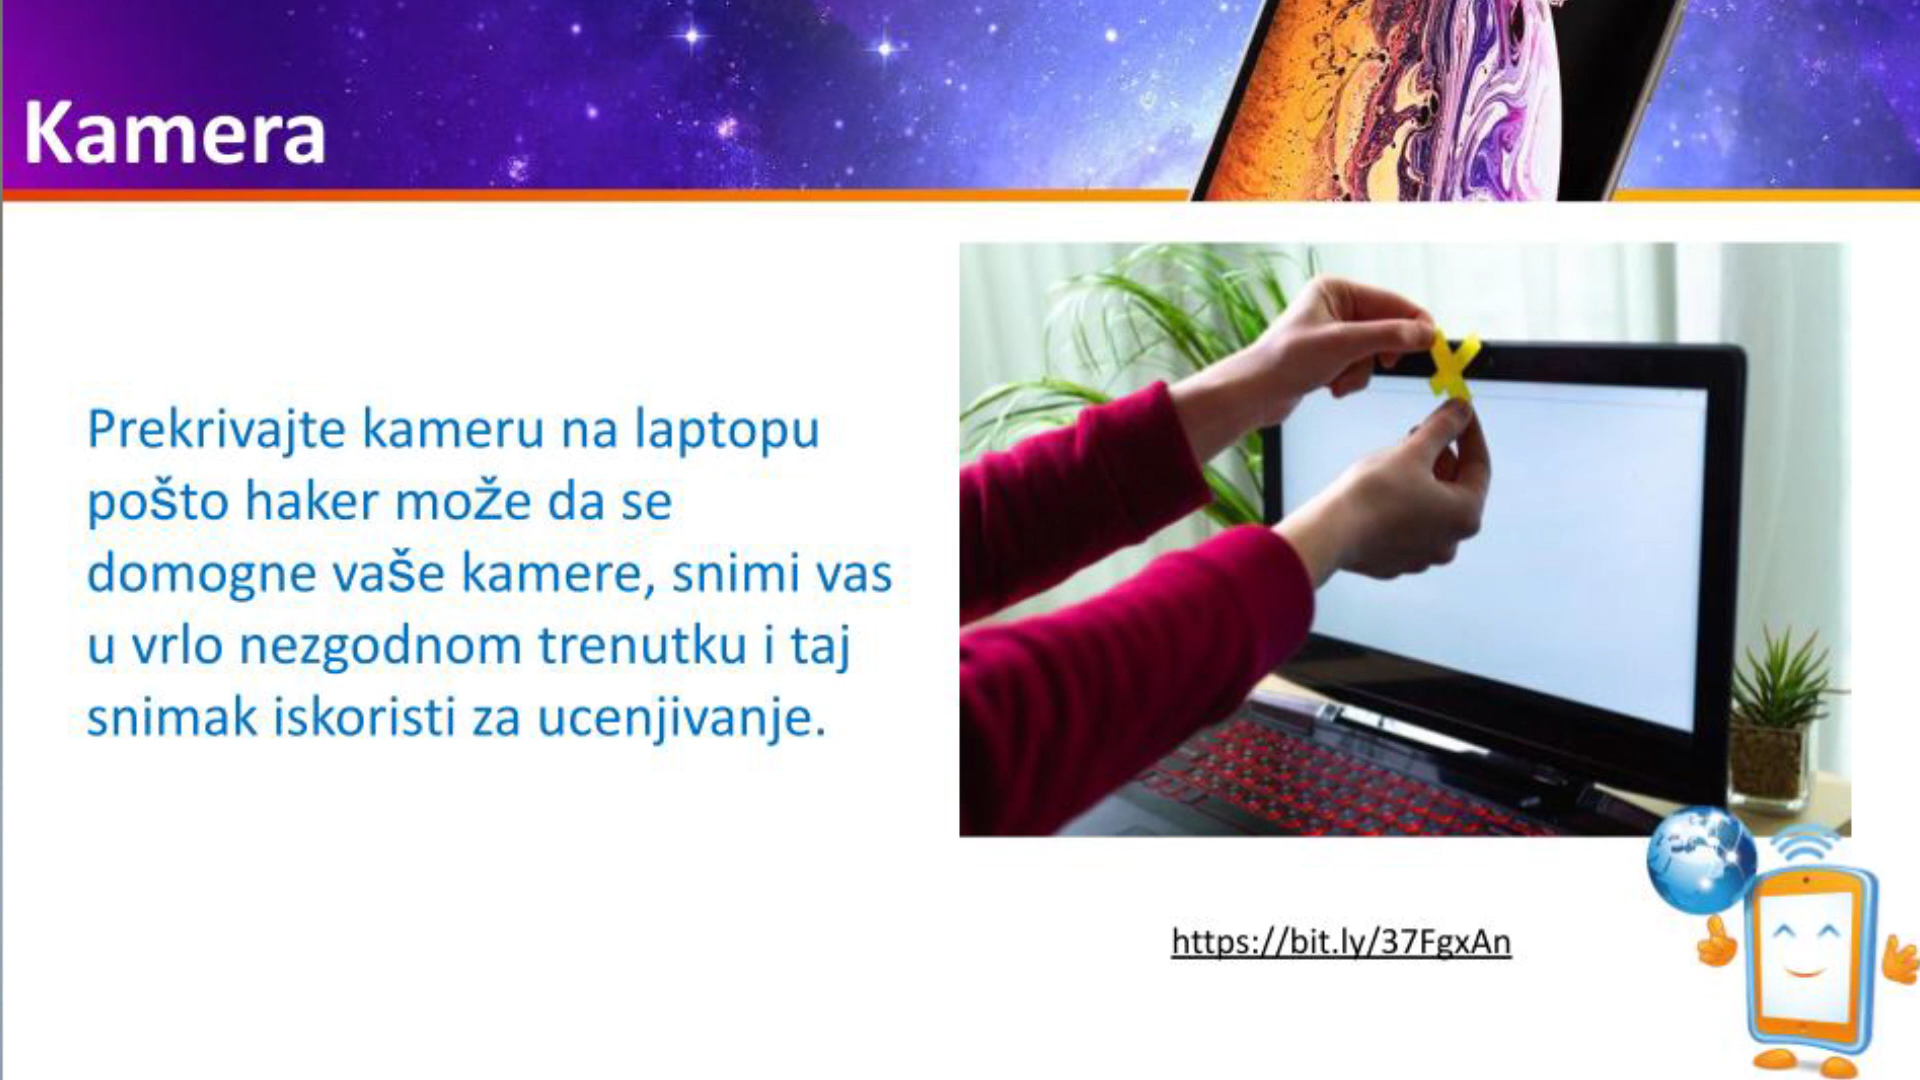 Kamera
Prekrivajte kameru na laptopu
pošto haker može da se
domogne vaše kamere, snimi vas
u vrlo nezgodnom trenutku i taj
snimak iskoristi za ucenjivanje.
https://bit.ly/37FgxAn